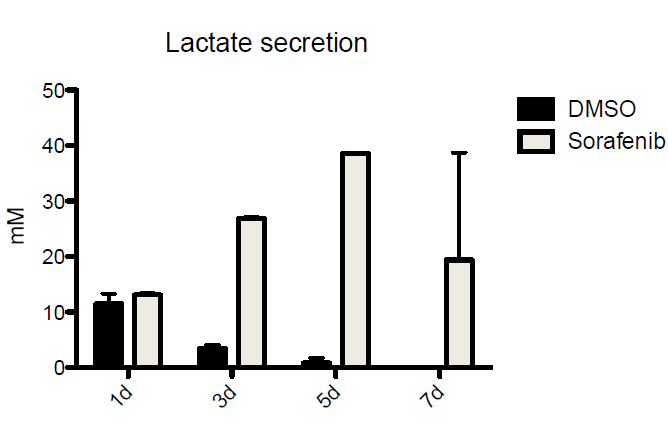 Lactate secretion
50
40
30
20
10
0
mM
1d
3d
5d
7d
DMSO
Sorafenib